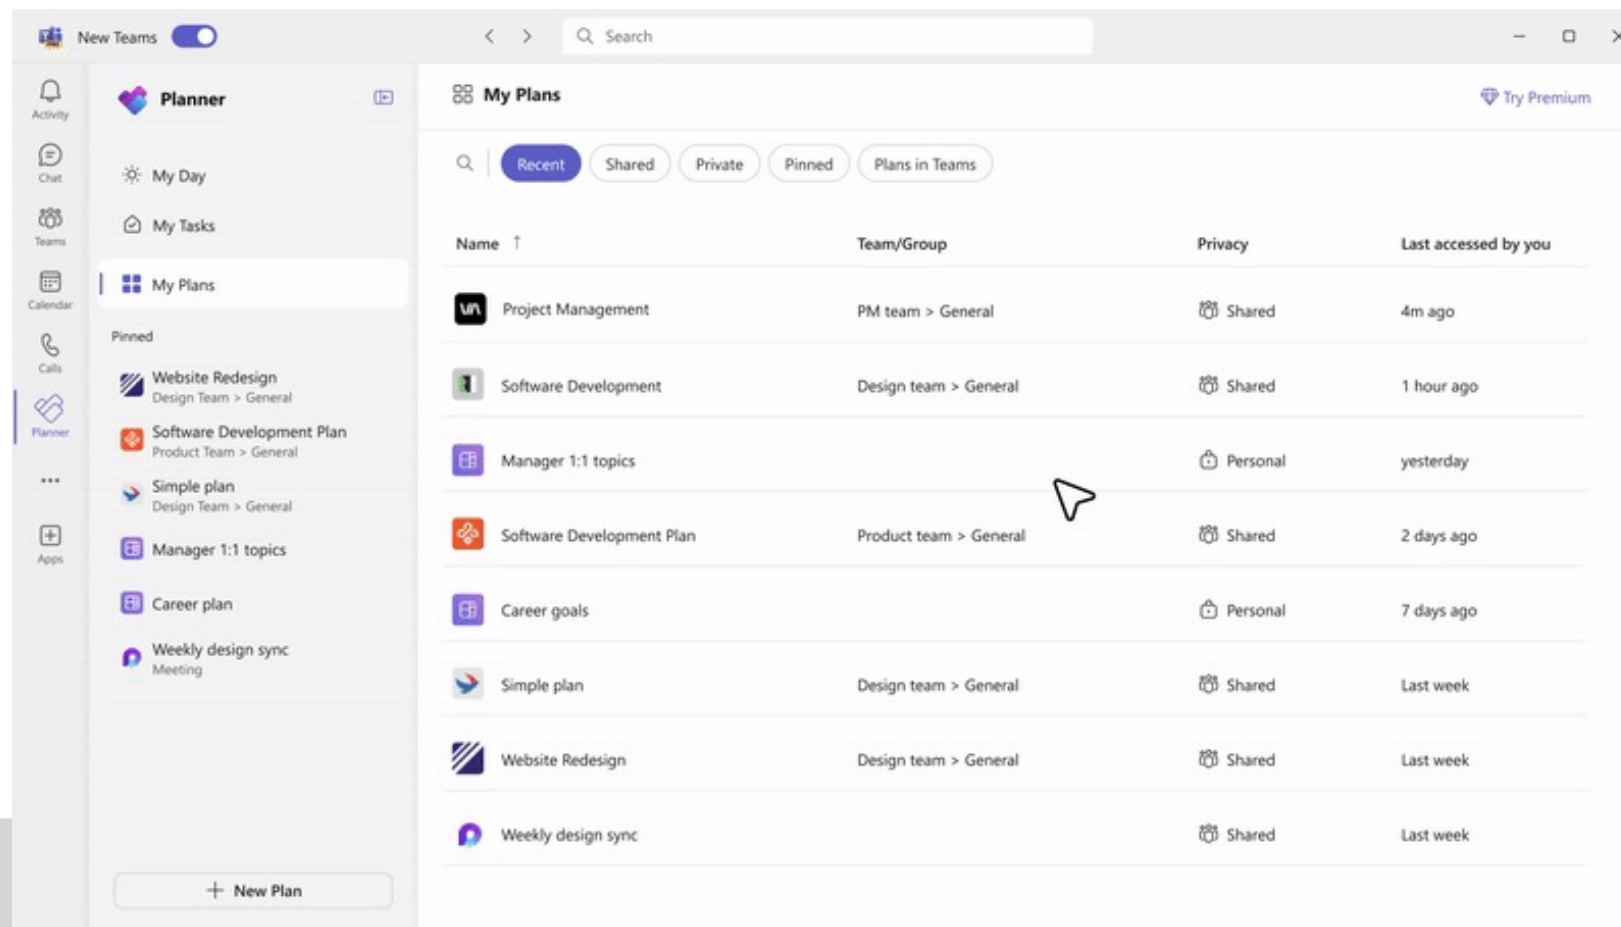 New Teams
Search
Activity
Chat
Teams
Calendar
Calls
Planner
Apps
Planner
My Day
My Tasks
My Plans
Pinned
Website Redesign
Design Team > General
Software Development Plan
Product Team > General
Simple plan
Design Team > General
Manager 1:1 topics
Career plan
Weekly design sync
Meeting
+ New Plan
My Plans
Try Premium
Recent Shared Private Pinned Plans in Teams
Name ↑ Team/Group Privacy Last accessed by you
Project Management PM team > General Shared 4m ago
Software Development Design team > General Shared 1 hour ago
Manager 1:1 topics Personal yesterday
Software Development Plan Product team > General Shared 2 days ago
Career goals Personal 7 days ago
Simple plan Design team > General Shared Last week
Website Redesign Design team > General Shared Last week
Weekly design sync Shared Last week